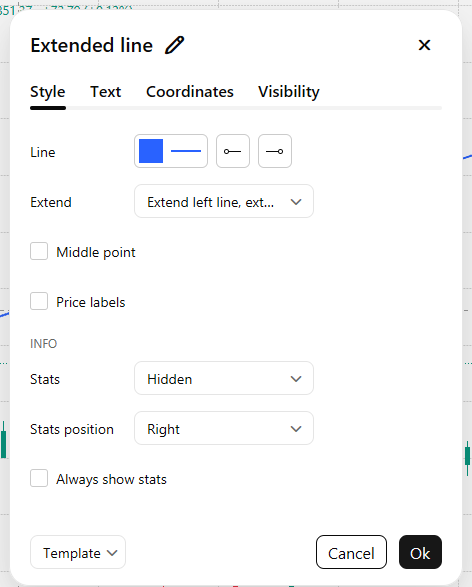 Extended line
Style Text Coordinates Visibility
Line
Extend Extend left line, ext...
Middle point
Price labels
INFO
Stats Hidden
Stats position Right
Always show stats
Template Cancel Ok